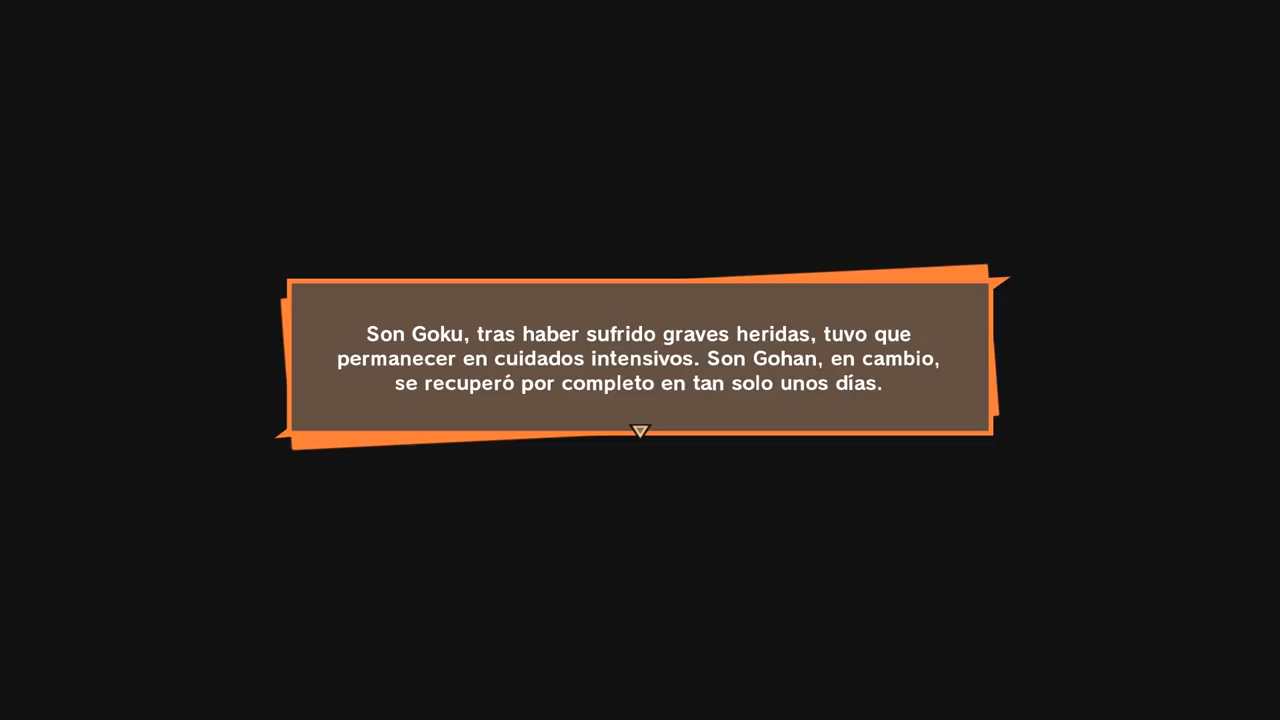 Son Goku, tras haber sufrido graves heridas, tuvo que
permanecer en cuidados intensivos. Son Gohan, en cambio,
se recuperó por completo en tan solo unos días.